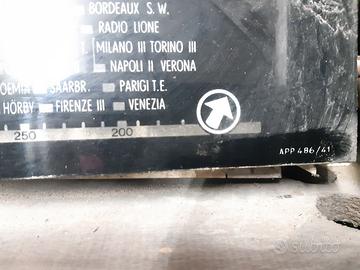 BORDEAUX S.W.
RADIO LIONE
MILANO III TORINO III
NAPOLI II VERONA
SAARBR. PARIGI T.E.
HÖRBY FIRENZE III VENEZIA
250 200
APP 486/41
subito